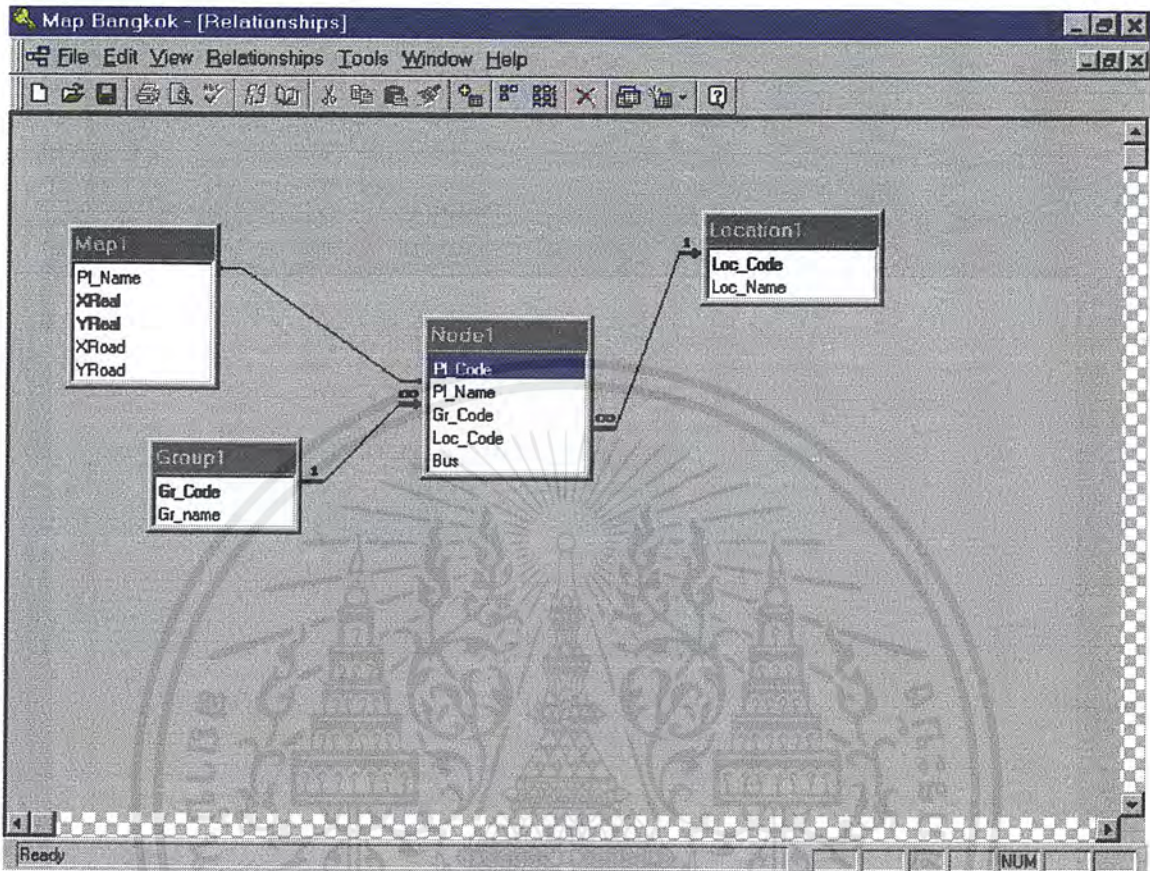 Map Bangkok - [Relationships]
File Edit View Relationships Tools Window Help
Map1
Pl_Name
XReal
YReal
XRoad
YRoad
Group1
Gr_Code
Gr_name
1
Node1
Pl_Code
Pl_Name
Gr_Code
Loc_Code
Bus
∞
∞
Location1
Loc_Code
Loc_Name
1
Ready
NUM